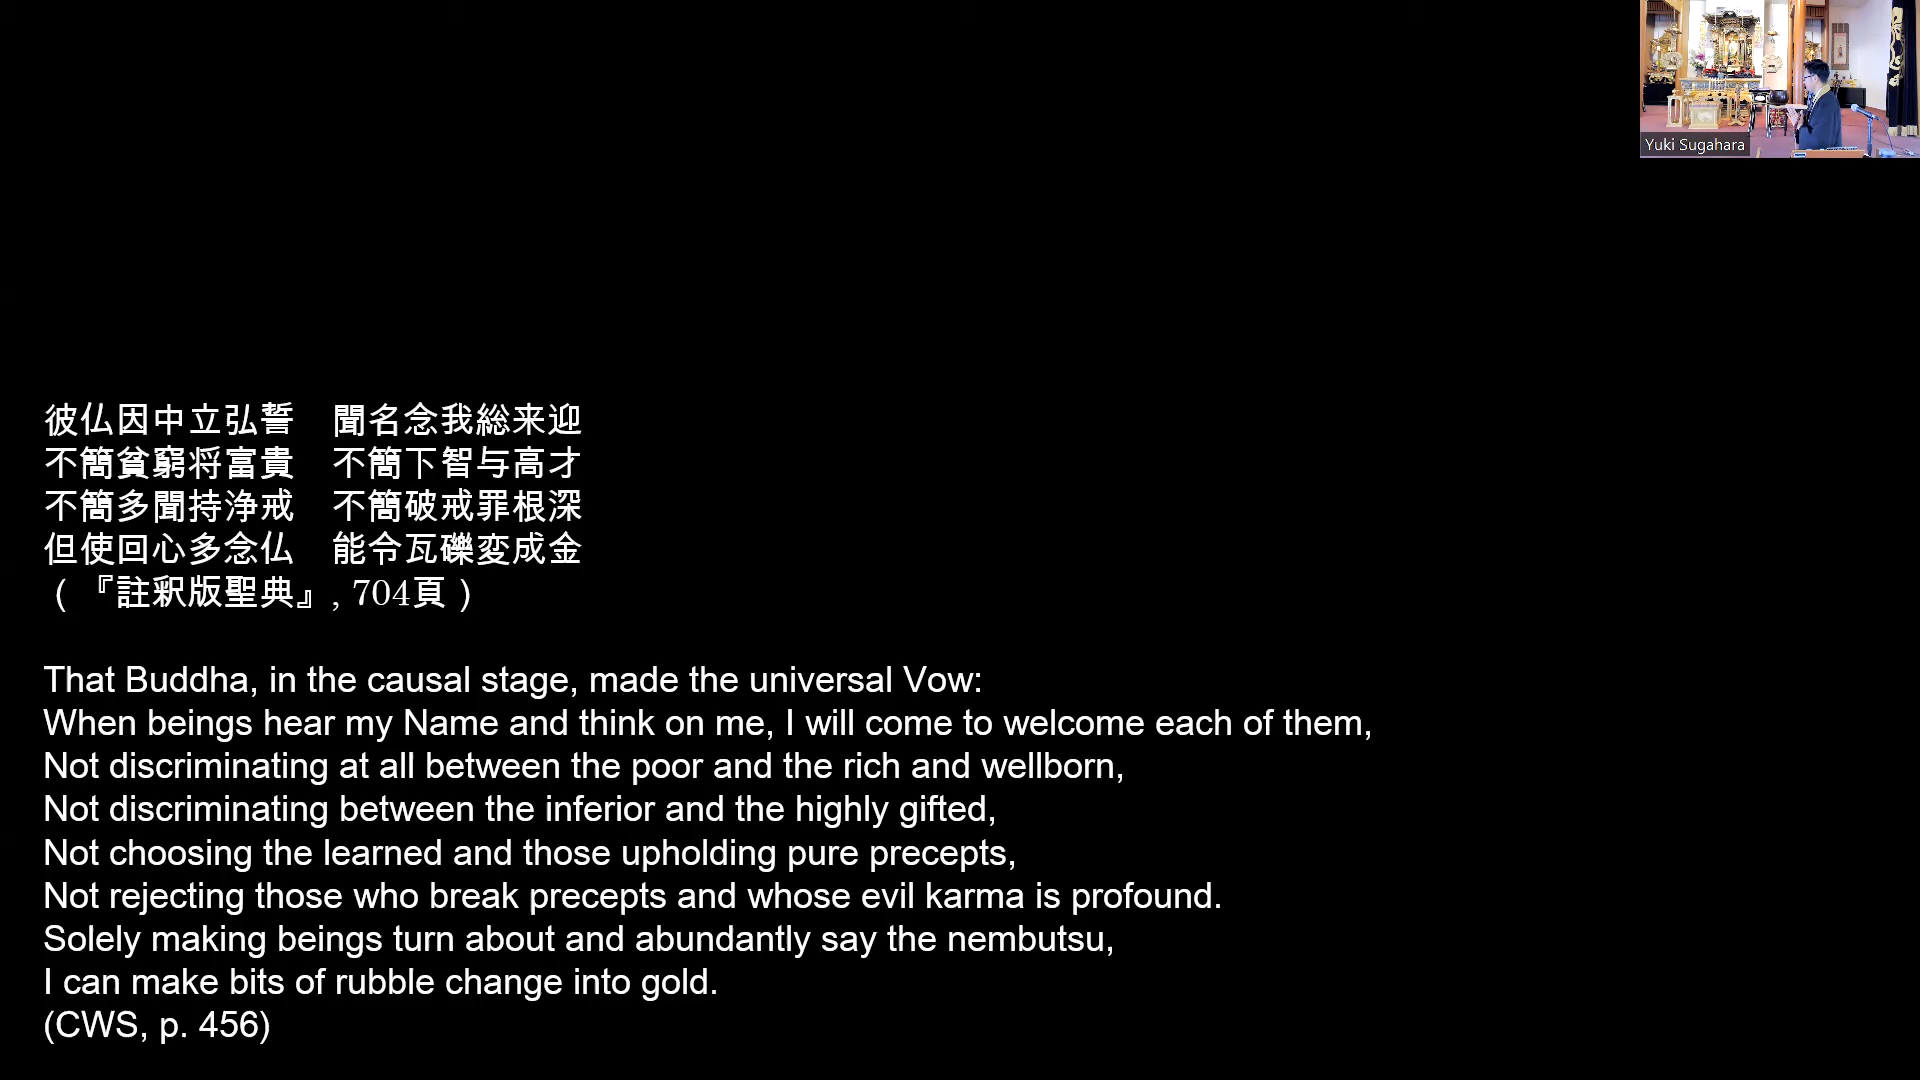 Yuki Sugahara
彼仏因中立弘誓　聞名念我総来迎
不簡貧窮将富貴　不簡下智与高才
不簡多聞持浄戒　不簡破戒罪根深
但使回心多念仏　能令瓦礫変成金
（『註釈版聖典』, 704頁）
That Buddha, in the causal stage, made the universal Vow:
When beings hear my Name and think on me, I will come to welcome each of them,
Not discriminating at all between the poor and the rich and wellborn,
Not discriminating between the inferior and the highly gifted,
Not choosing the learned and those upholding pure precepts,
Not rejecting those who break precepts and whose evil karma is profound.
Solely making beings turn about and abundantly say the nembutsu,
I can make bits of rubble change into gold.
(CWS, p. 456)